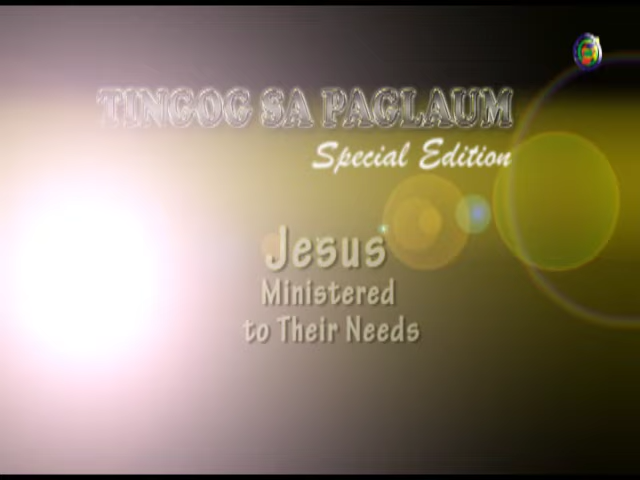 TINGOG SA PAGLAUM
Special Edition
Jesus
Ministered
to Their Needs